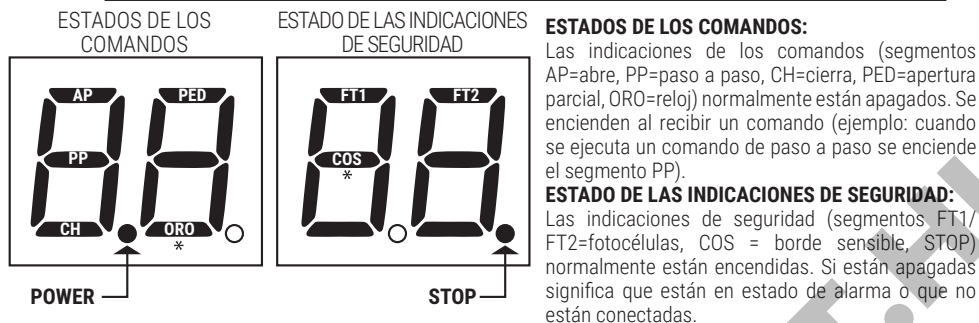 ESTADOS DE LOS
COMANDOS
AP
PED
PP
CH
ORO
*
POWER
ESTADO DE LAS INDICACIONES
DE SEGURIDAD
FT1
FT2
COS
*
STOP
ESTADOS DE LOS COMANDOS:
Las indicaciones de los comandos (segmentos
AP=abre, PP=paso a paso, CH=cierra, PED=apertura
parcial, ORO=reloj) normalmente están apagados. Se
encienden al recibir un comando (ejemplo: cuando
se ejecuta un comando de paso a paso se enciende
el segmento PP).
ESTADO DE LAS INDICACIONES DE SEGURIDAD:
Las indicaciones de seguridad (segmentos FT1/
FT2=fotocélulas, COS = borde sensible, STOP)
normalmente están encendidas. Si están apagadas
significa que están en estado de alarma o que no
están conectadas.